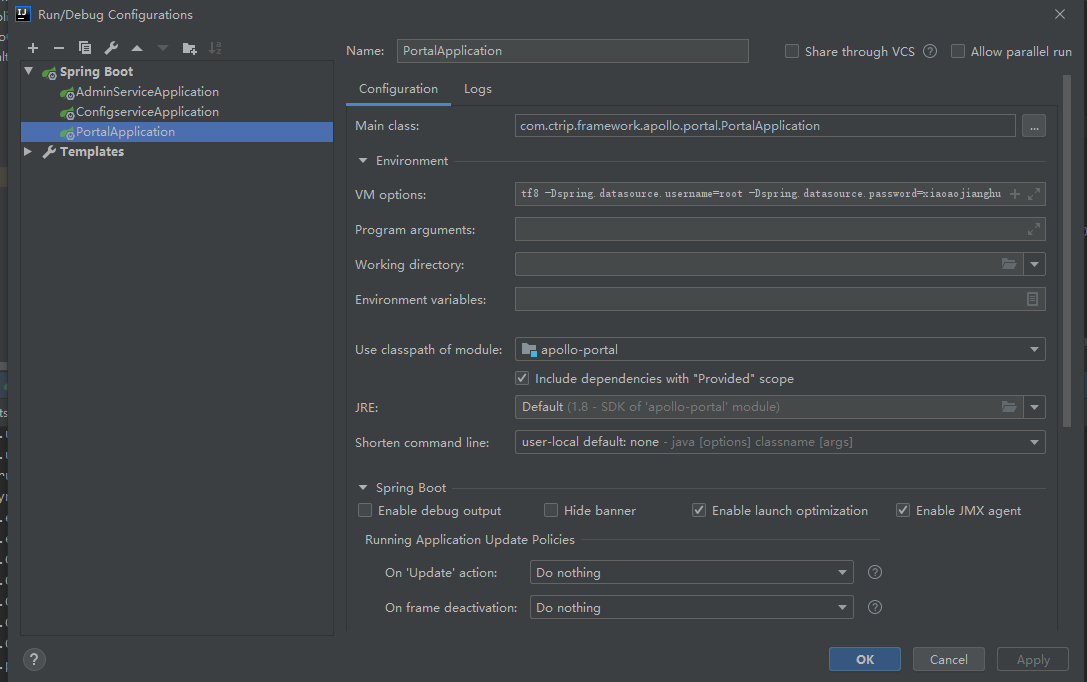 Run/Debug Configurations
Name: PortalApplication Share through VCS ? Allow parallel run
Spring Boot
AdminServiceApplication
ConfigserviceApplication
PortalApplication
Templates
Configuration Logs
Main class: com.ctrip.framework.apollo.portal.PortalApplication ...
Environment
VM options: tf8 -Dspring.datasource.username=root -Dspring.datasource.password=xiaoaojianghu
Program arguments:
Working directory:
Environment variables:
Use classpath of module: apollo-portal
Include dependencies with "Provided" scope
JRE: Default (1.8 - SDK of 'apollo-portal' module)
Shorten command line: user-local default: none - java [options] classname [args]
Spring Boot
Enable debug output Hide banner Enable launch optimization Enable JMX agent
Running Application Update Policies
On 'Update' action: Do nothing ?
On frame deactivation: Do nothing ?
? OK Cancel Apply